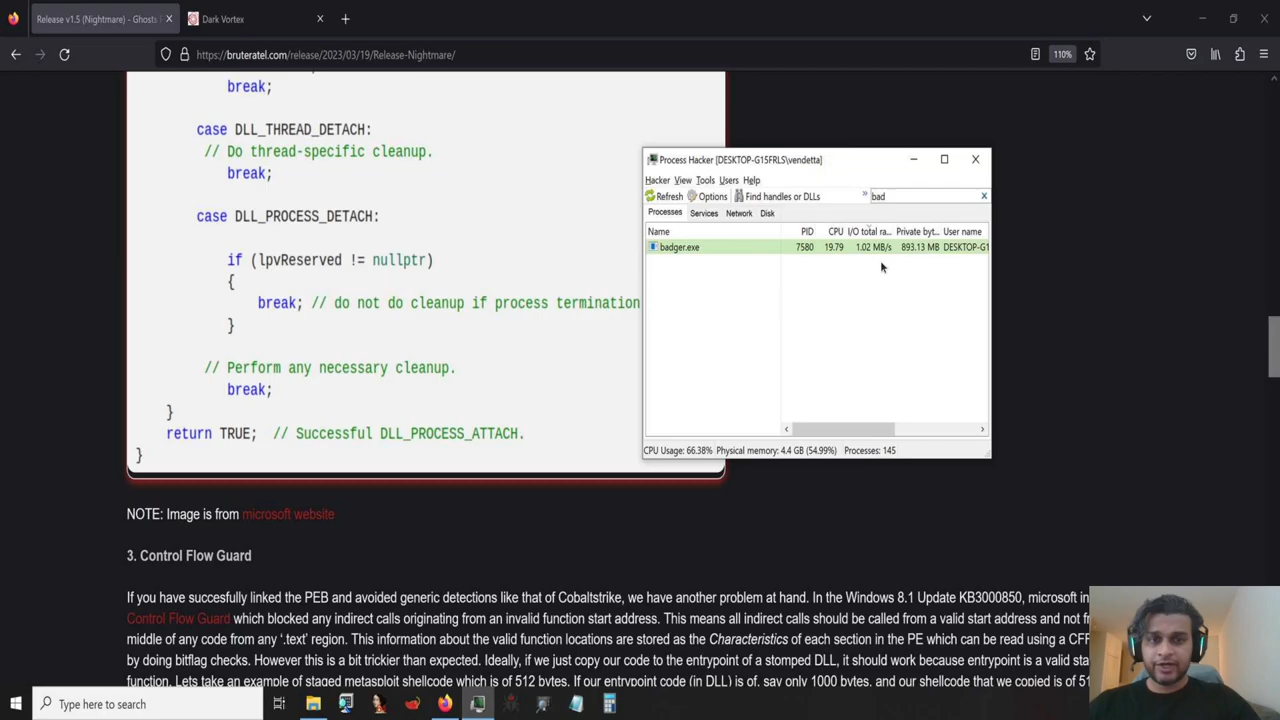 Release v1.5 (Nightmare) - Ghosts
Dark Vortex
https://bruteratel.com/release/2023/03/19/Release-Nightmare/
110%
break;
case DLL_THREAD_DETACH:
// Do thread-specific cleanup.
break;
case DLL_PROCESS_DETACH:
if (lpvReserved != nullptr)
{
break; // do not do cleanup if process termination
}
// Perform any necessary cleanup.
break;
}
return TRUE;  // Successful DLL_PROCESS_ATTACH.
}
Process Hacker [DESKTOP-G15FRLS\vendetta]
Hacker View Tools Users Help
Refresh Options Find handles or DLLs » bad
Processes Services Network Disk
Name PID CPU I/O total ra... Private byt... User name
badger.exe 7580 19.79 1.02 MB/s 893.13 MB DESKTOP-G1
CPU Usage: 66.38% Physical memory: 4.4 GB (54.99%) Processes: 145
NOTE: Image is from microsoft website
3. Control Flow Guard
If you have succesfully linked the PEB and avoided generic detections like that of Cobaltstrike, we have another problem at hand. In the Windows 8.1 Update KB3000850, microsoft in
Control Flow Guard which blocked any indirect calls originating from an invalid function start address. This means all indirect calls should be called from a valid start address and not fr
middle of any code from any '.text' region. This information about the valid function locations are stored as the Characteristics of each section in the PE which can be read using a CFF
by doing bitflag checks. However this is a bit trickier than expected. Ideally, if we just copy our code to the entrypoint of a stomped DLL, it should work because entrypoint is a valid sta
function. Lets take an example of staged metasploit shellcode which is of 512 bytes. If our entrypoint code (in DLL) is of, say only 1000 bytes, and our shellcode that we copied is of 51
Type here to search